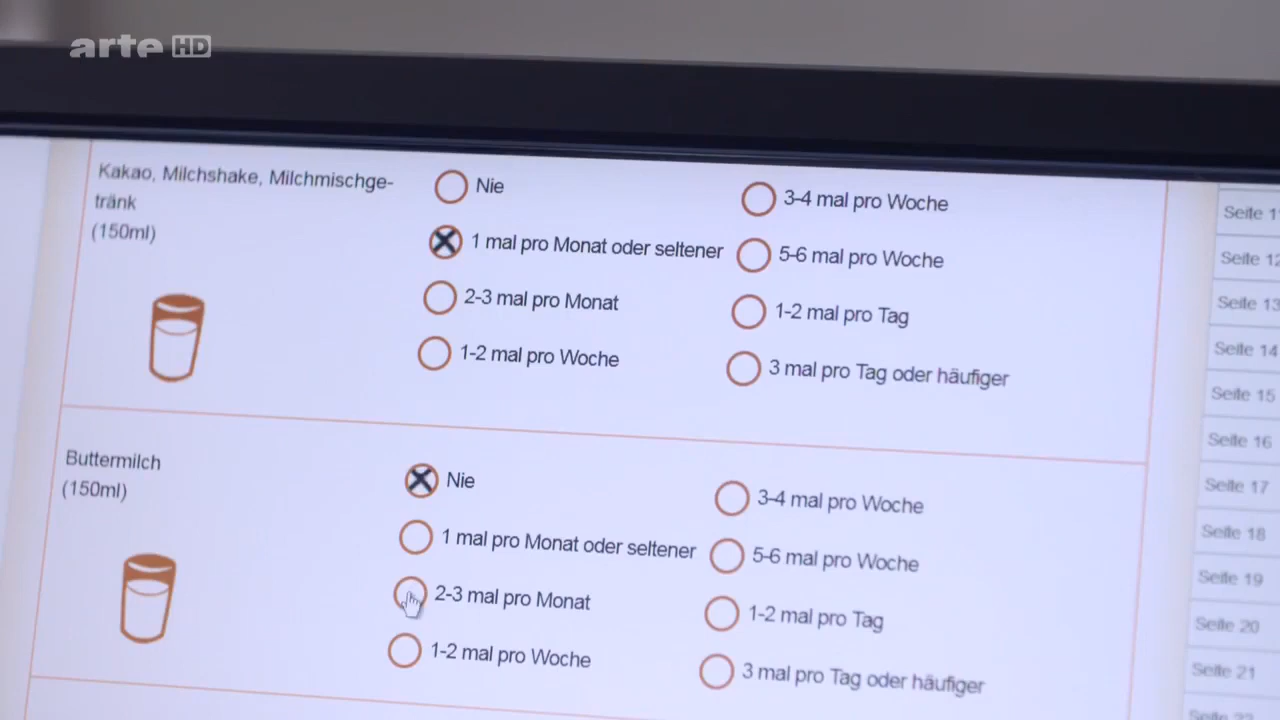 arte HD
Kakao, Milchshake, Milchmischge-
tränk
(150ml)
Nie
1 mal pro Monat oder seltener
2-3 mal pro Monat
1-2 mal pro Woche
3-4 mal pro Woche
5-6 mal pro Woche
1-2 mal pro Tag
3 mal pro Tag oder häufiger
Buttermilch
(150ml)
Nie
1 mal pro Monat oder seltener
2-3 mal pro Monat
1-2 mal pro Woche
3-4 mal pro Woche
5-6 mal pro Woche
1-2 mal pro Tag
3 mal pro Tag oder häufiger
Seite 12
Seite 13
Seite 14
Seite 15
Seite 16
Seite 17
Seite 18
Seite 19
Seite 20
Seite 21